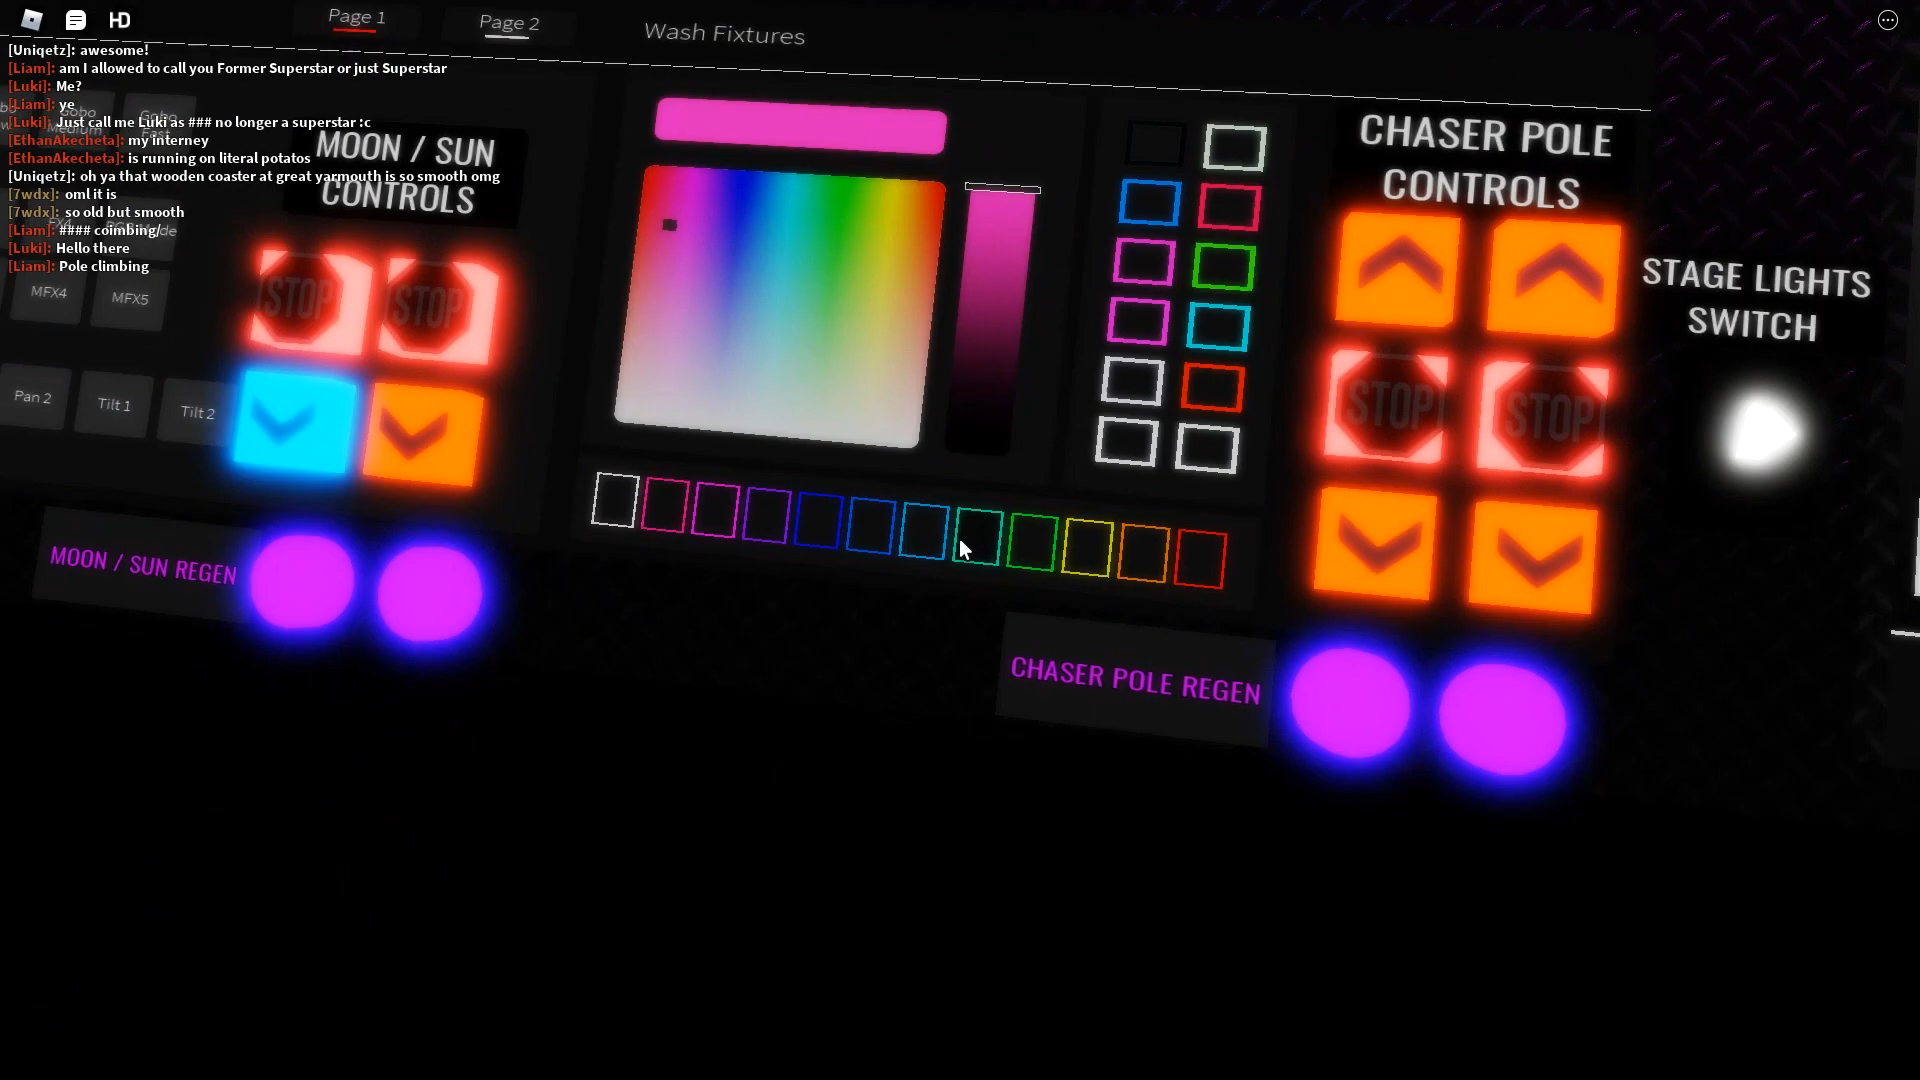 HD
Page 1
Page 2
Wash Fixtures
[Uniqetz]: awesome!
[Liam]: am I allowed to call you Former Superstar or just Superstar
[Luki]: Me?
[Liam]: ye
[Luki]: Just call me Luki as ### no longer a superstar :c
[EthanAkecheta]: my interney
[EthanAkecheta]: is running on literal potatos
[Uniqetz]: oh ya that wooden coaster at great yarmouth is so smooth omg
[7wdx]: oml it is
[7wdx]: so old but smooth
[Liam]: #### coimbing/
[Luki]: Hello there
[Liam]: Pole climbing
Gobo Medium
Gobo Fast
MOON / SUN
CONTROLS
MFX4
MFX5
STOP
STOP
Pan 2
Tilt 1
Tilt 2
MOON / SUN REGEN
CHASER POLE
CONTROLS
STOP
STOP
CHASER POLE REGEN
STAGE LIGHTS
SWITCH